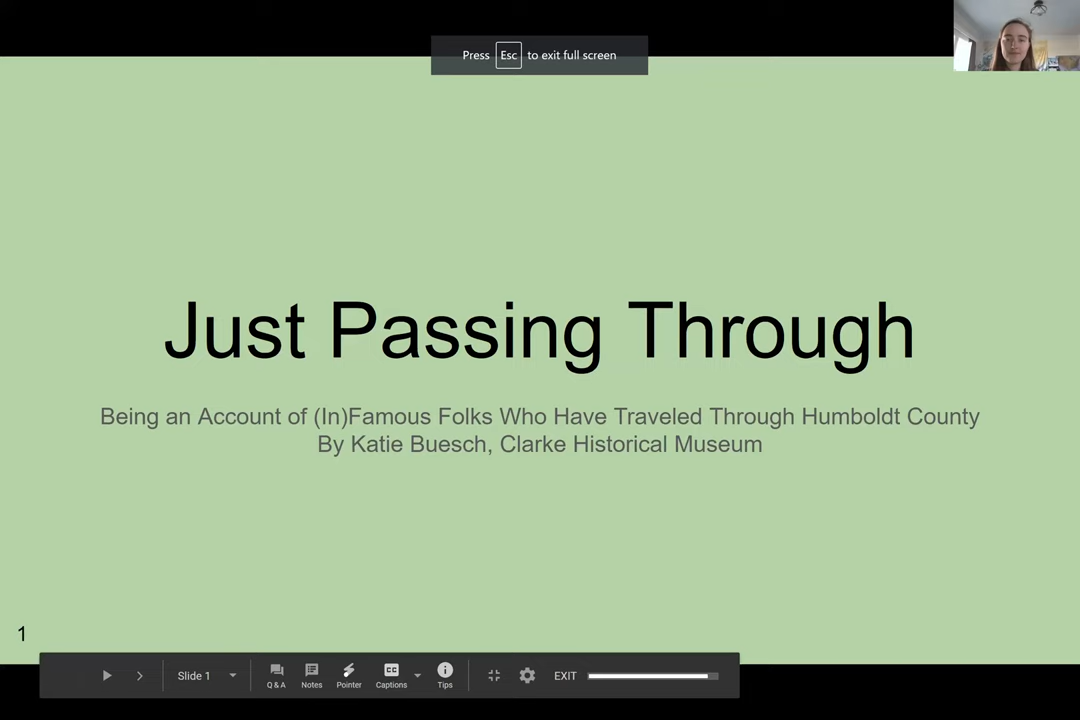 Press Esc to exit full screen
Just Passing Through
Being an Account of (In)Famous Folks Who Have Traveled Through Humboldt County
By Katie Buesch, Clarke Historical Museum
1
Slide 1
Q & A
Notes
Pointer
CC
Captions
Tips
EXIT